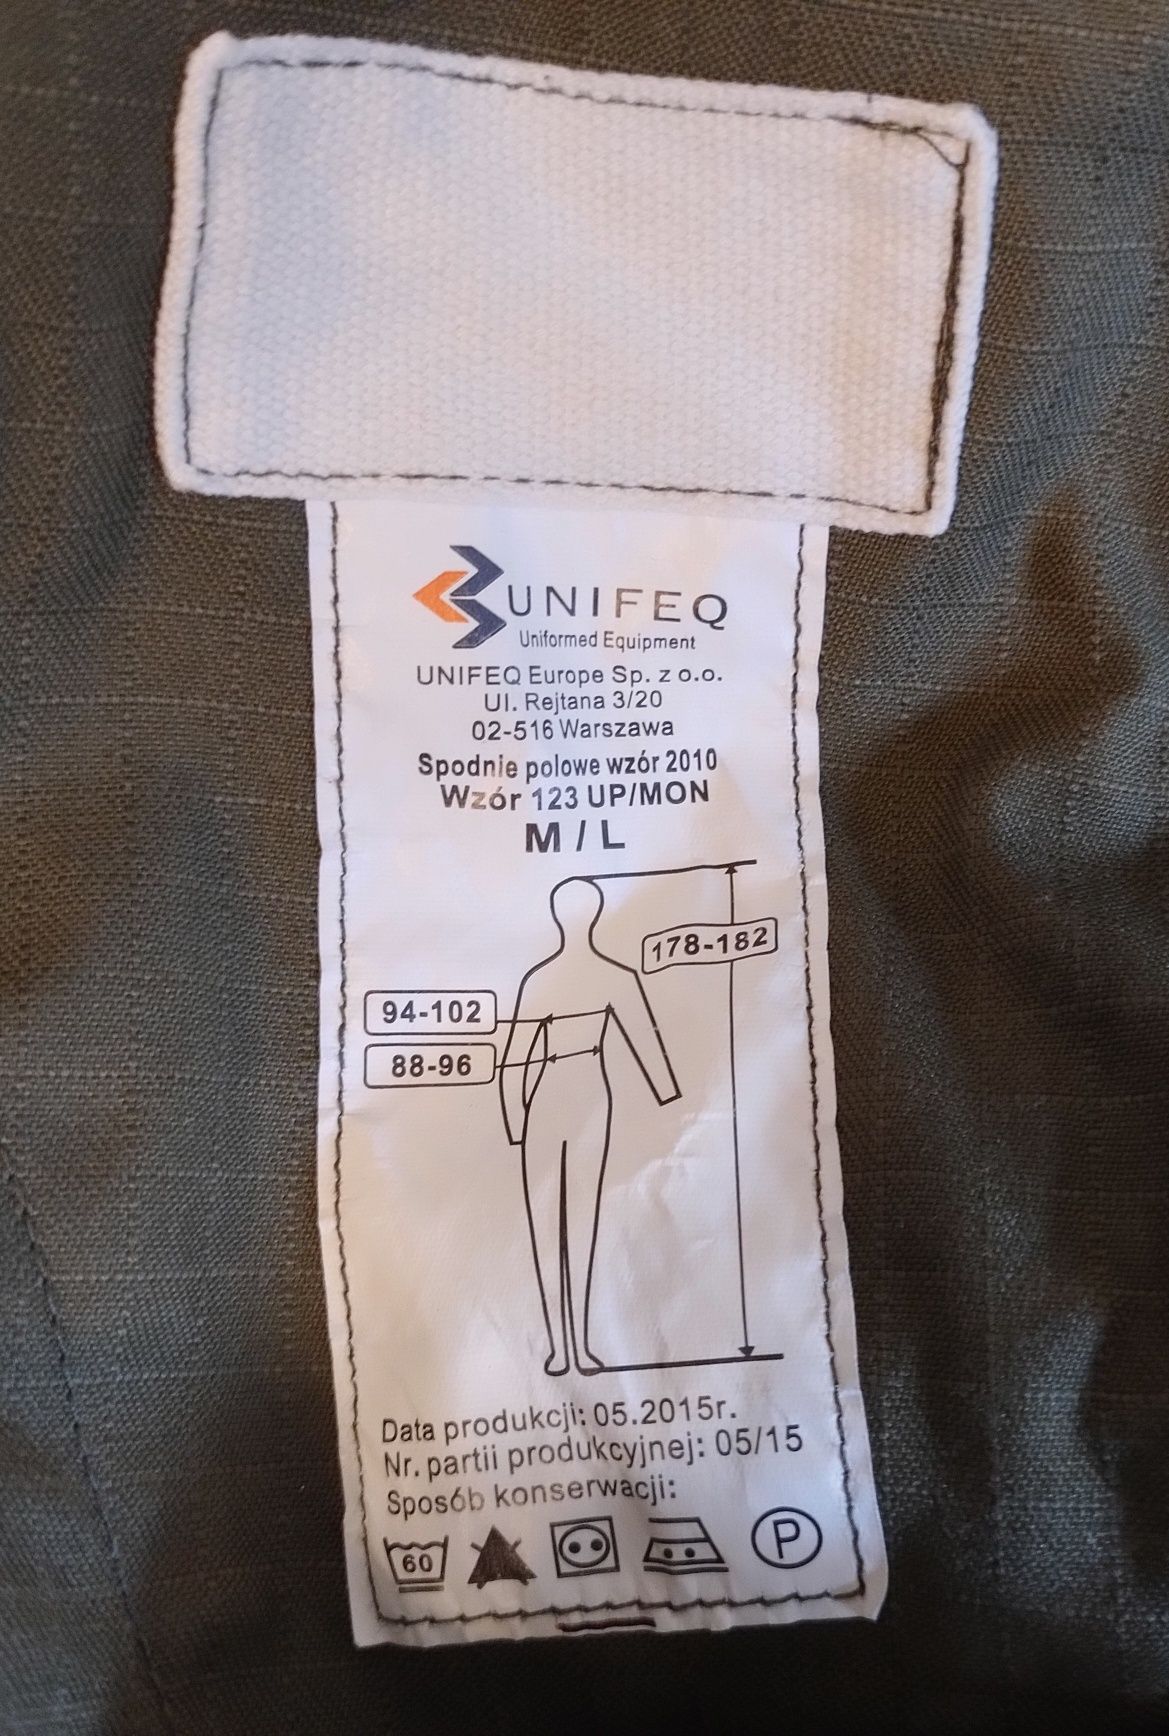 UNIFEQ
Uniformed Equipment
UNIFEQ Europe Sp. z o.o.
Ul. Rejtana 3/20
02-516 Warszawa
Spodnie polowe wzór 2010
Wzór 123 UP/MON
M / L
178-182
94-102
88-96
Data produkcji: 05.2015r.
Nr. partii produkcyjnej: 05/15
Sposób konserwacji:
60 P